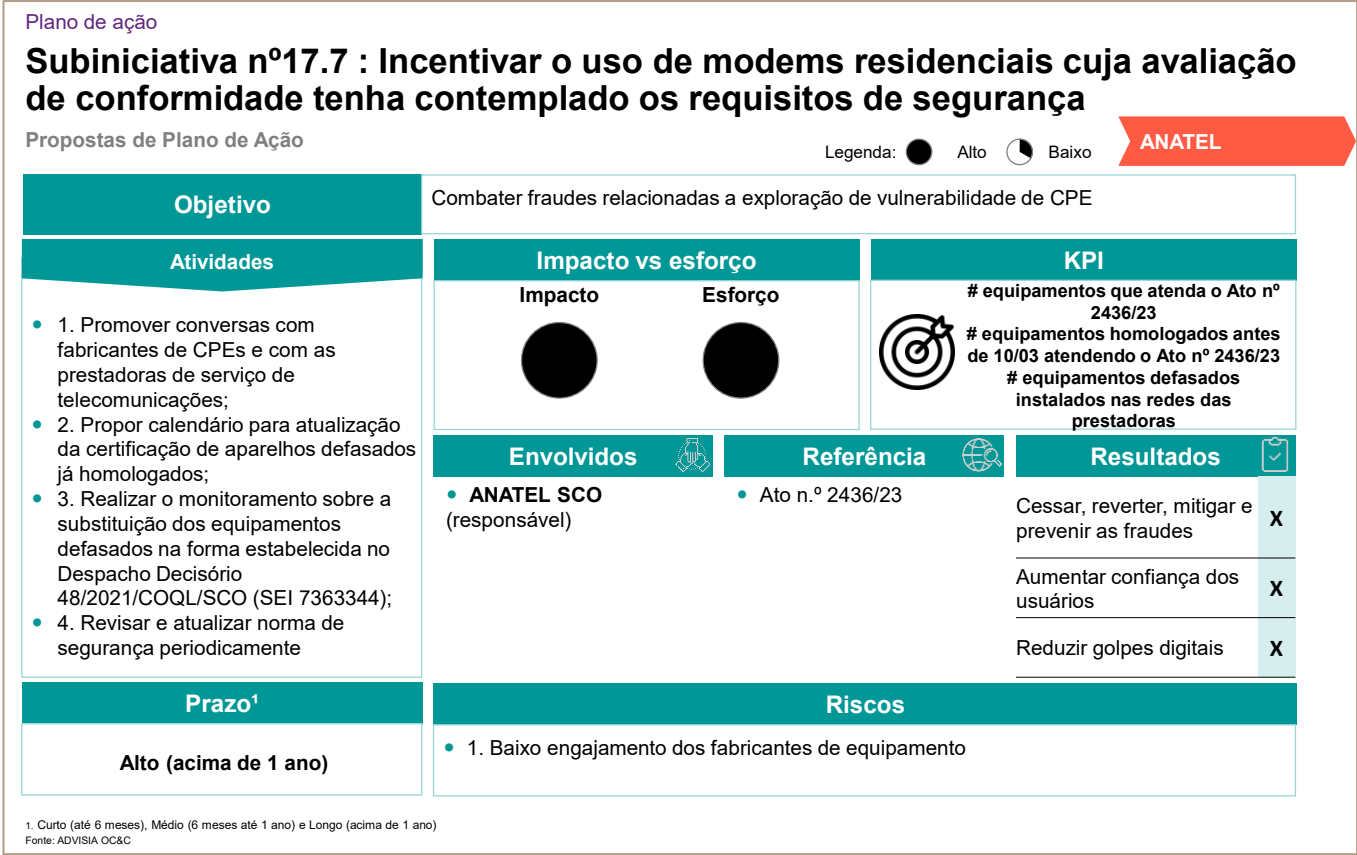 Plano de ação
Subiniciativa nº17.7 : Incentivar o uso de modems residenciais cuja avaliação
de conformidade tenha contemplado os requisitos de segurança
Propostas de Plano de Ação
Legenda: Alto Baixo
ANATEL
Objetivo
Combater fraudes relacionadas a exploração de vulnerabilidade de CPE
Atividades
• 1. Promover conversas com
fabricantes de CPEs e com as
prestadoras de serviço de
telecomunicações;
• 2. Propor calendário para atualização
da certificação de aparelhos defasados
já homologados;
• 3. Realizar o monitoramento sobre a
substituição dos equipamentos
defasados na forma estabelecida no
Despacho Decisório
48/2021/COQL/SCO (SEI 7363344);
• 4. Revisar e atualizar norma de
segurança periodicamente
Impacto vs esforço
Impacto Esforço
KPI
# equipamentos que atenda o Ato nº
2436/23
# equipamentos homologados antes
de 10/03 atendendo o Ato nº 2436/23
# equipamentos defasados
instalados nas redes das
prestadoras
Envolvidos
• ANATEL SCO
(responsável)
Referência
• Ato n.º 2436/23
Resultados
Cessar, reverter, mitigar e
prevenir as fraudes
X
Aumentar confiança dos
usuários
X
Reduzir golpes digitais X
Prazo¹
Alto (acima de 1 ano)
Riscos
• 1. Baixo engajamento dos fabricantes de equipamento
1. Curto (até 6 meses), Médio (6 meses até 1 ano) e Longo (acima de 1 ano)
Fonte: ADVISIA OC&C